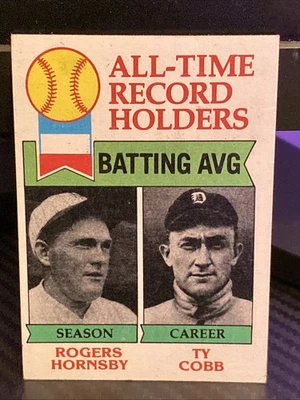 ALL-TIME
RECORD
HOLDERS
BATTING AVG
D
SEASON
CAREER
ROGERS
HORNSBY
TY
COBB